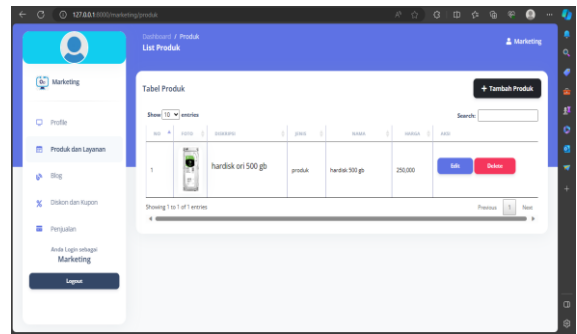 127.0.0.1:8000/marketing/produk
Dashboard / Produk
List Produk
Marketing
Marketing
Profile
Produk dan Layanan
Blog
Diskon dan Kupon
Penjualan
Anda Login sebagai
Marketing
Logout
Tabel Produk
+ Tambah Produk
Show 10 entries
Search:
NO FOTO DESKRIPSI JENIS NAMA HARGA AKSI
1 hardisk ori 500 gb produk hardisk 500 gb 250,000 Edit Delete
Showing 1 to 1 of 1 entries
Previous 1 Next